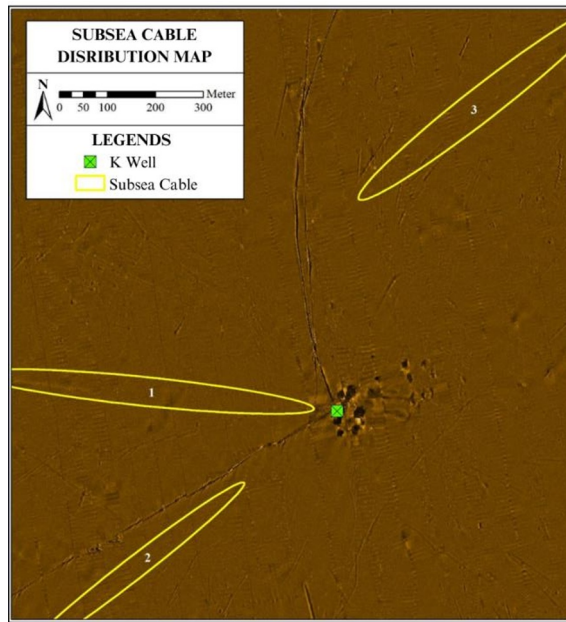 SUBSEA CABLE
DISRIBUTION MAP
N
0 50 100 200 300 Meter
LEGENDS
K Well
Subsea Cable
3
1
2